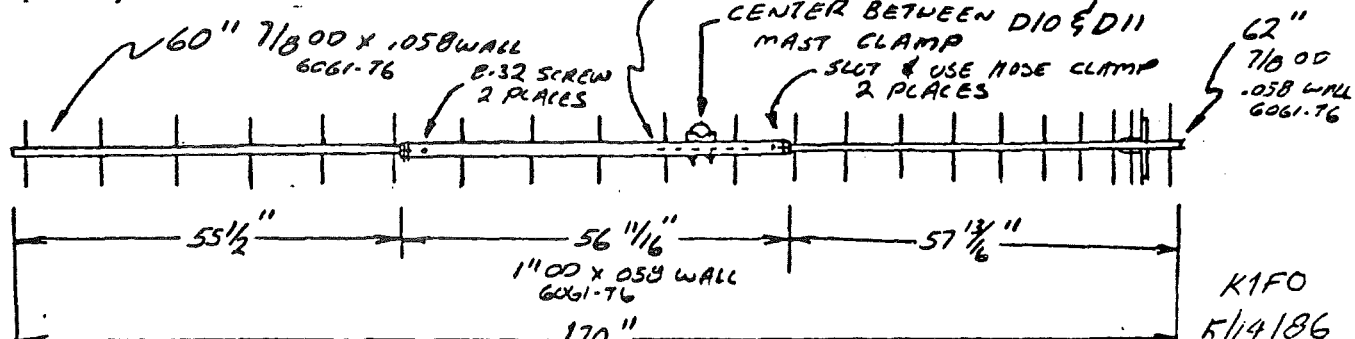 CENTER BETWEEN D10 & D11
MAST CLAMP
60" 7/8 OD x .058 WALL
6061-T6
8-32 SCREW
2 PLACES
SLOT & USE HOSE CLAMP
2 PLACES
62"
7/8 OD
.058 WALL
6061-T6
55 1/2"
56 11/16"
57 13/16"
1" OD x 058 WALL
6061-T6
170"
K1FO
5/14/86